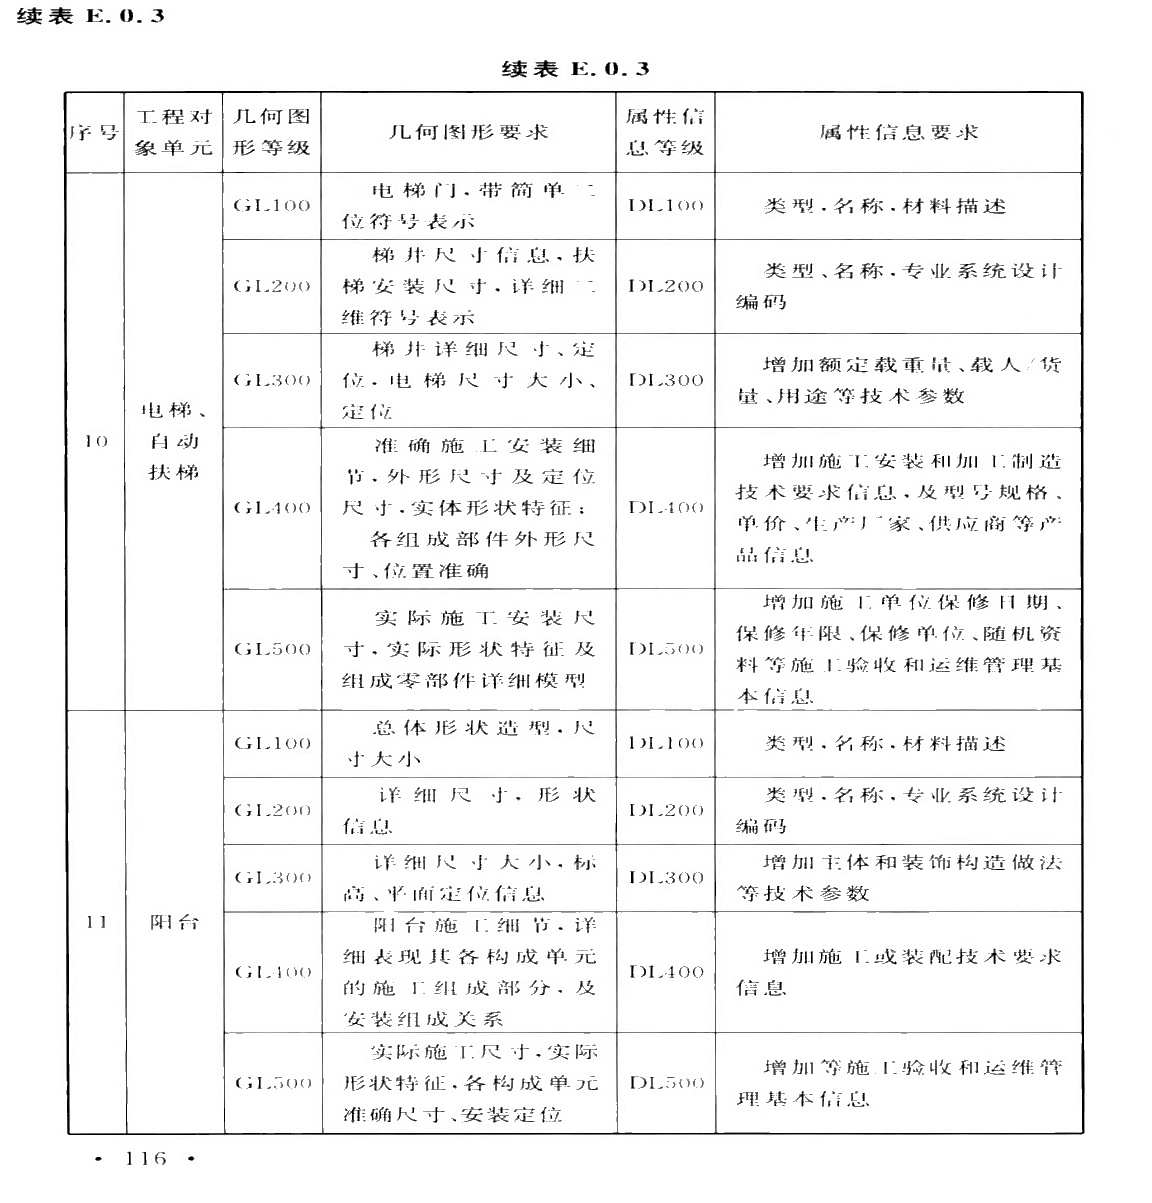 续表 E.0.3
续表 E.0.3
序号
工程对
象单元
几何图
形等级
几何图形要求
属性信
息等级
属性信息要求
10
电梯、
自动
扶梯
GL100
电梯门,带简单二
位符号表示
DL100
类型,名称,材料描述
GL200
梯井尺寸信息、扶
梯安装尺寸,详细二
维符号表示
DL200
类型、名称,专业系统设计
编码
GL300
梯井详细尺寸、定
位,电梯尺寸大小、
定位
DL300
增加额定载重量、载人/货
量、用途等技术参数
GL400
准确施工安装细
节,外形尺寸及定位
尺寸,实体形状特征;
各组成部件外形尺
寸、位置准确
DL400
增加施工安装和加工制造
技术要求信息,及型号规格、
单价、生产厂家、供应商等产
品信息
GL500
实际施工安装尺
寸,实际形状特征及
组成零部件详细模型
DL500
增加施工单位保修日期、
保修年限、保修单位、随机资
料等施工验收和运维管理基
本信息
11
阳台
GL100
总体形状造型,尺
寸大小
DL100
类型,名称,材料描述
GL200
详细尺寸,形状
信息
DL200
类型,名称,专业系统设计
编码
GL300
详细尺寸大小,标
高、平面定位信息
DL300
增加主体和装饰构造做法
等技术参数
GL400
阳台施工细节,详
细表现其各构成单元
的施工组成部分,及
安装组成关系
DL400
增加施工或装配技术要求
信息
GL500
实际施工尺寸,实际
形状特征,各构成单元
准确尺寸、安装定位
DL500
增加等施工验收和运维管
理基本信息
· 116 ·